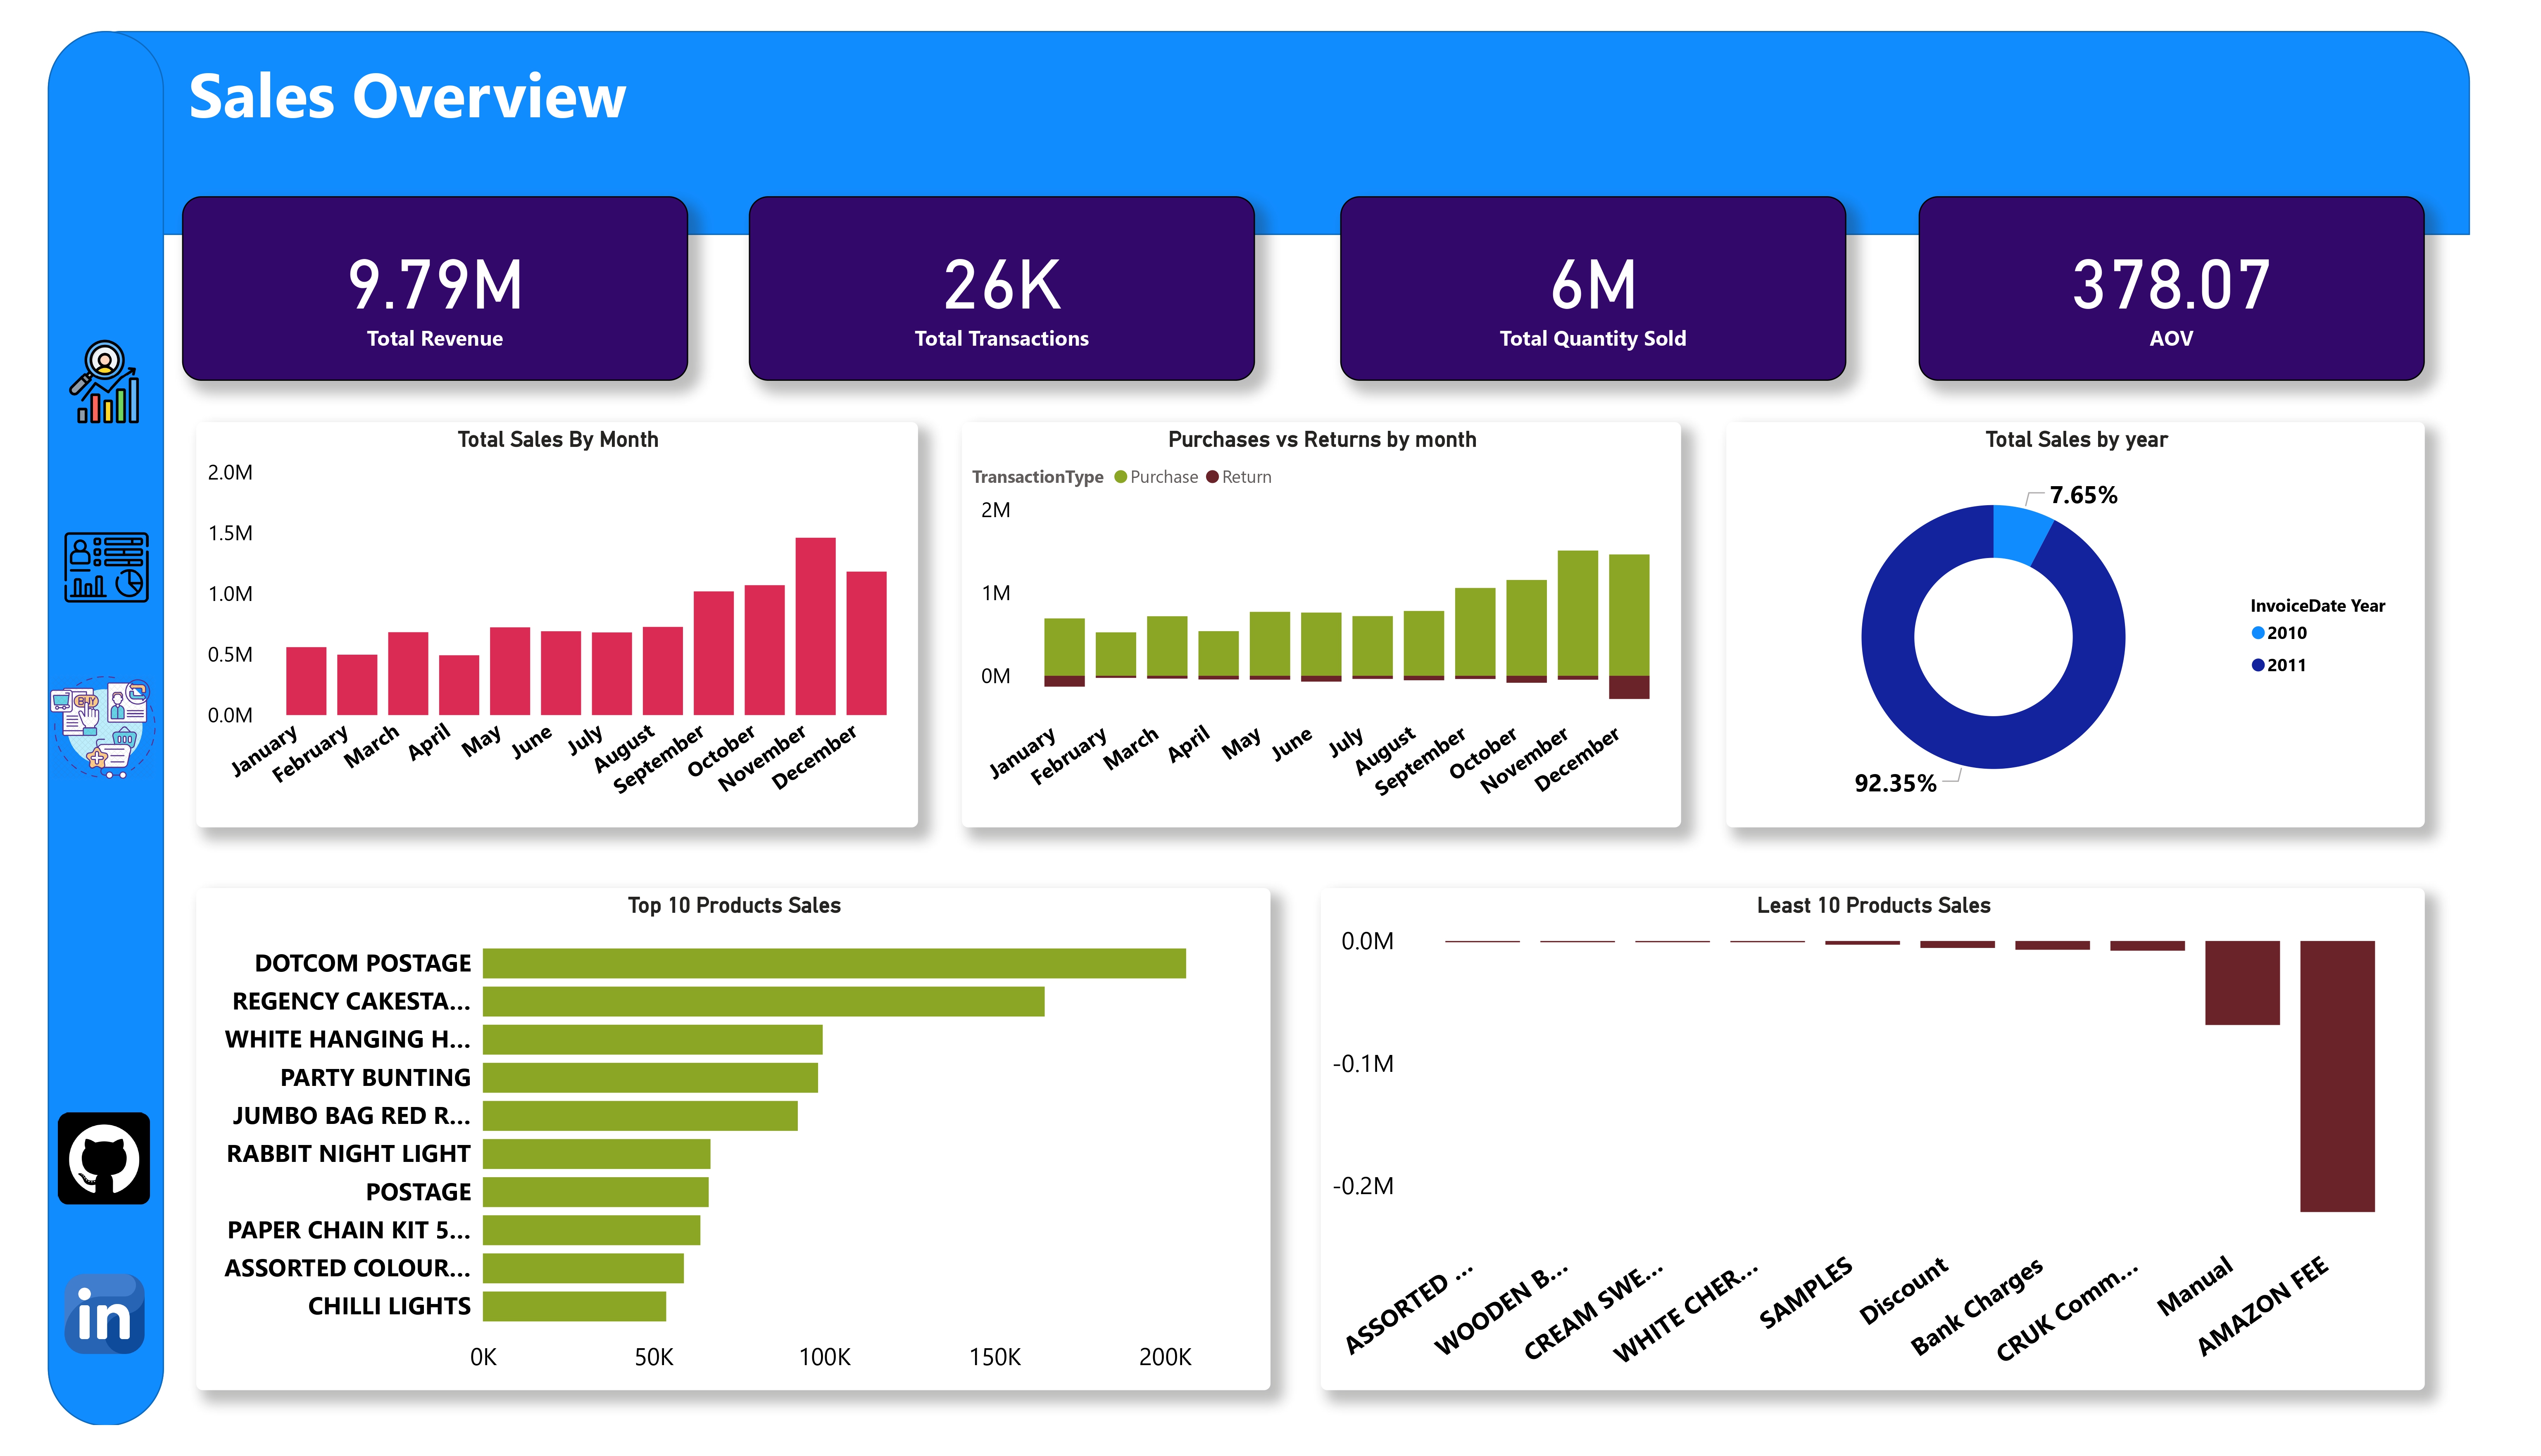 Sales Overview
9.79M
Total Revenue
26K
Total Transactions
6M
Total Quantity Sold
378.07
AOV
Total Sales By Month
2.0M
1.5M
1.0M
0.5M
0.0M
January
February
March
April
May
June
July
August
September
October
November
December
Purchases vs Returns by month
TransactionType Purchase Return
2M
1M
0M
January
February
March
April
May
June
July
August
September
October
November
December
Total Sales by year
7.65%
92.35%
InvoiceDate Year
2010
2011
BUY
Top 10 Products Sales
DOTCOM POSTAGE
REGENCY CAKESTA...
WHITE HANGING H...
PARTY BUNTING
JUMBO BAG RED R...
RABBIT NIGHT LIGHT
POSTAGE
PAPER CHAIN KIT 5...
ASSORTED COLOUR...
CHILLI LIGHTS
0K 50K 100K 150K 200K
Least 10 Products Sales
0.0M
-0.1M
-0.2M
ASSORTED ...
WOODEN B...
CREAM SWE...
WHITE CHER...
SAMPLES
Discount
Bank Charges
CRUK Comm...
Manual
AMAZON FEE
in